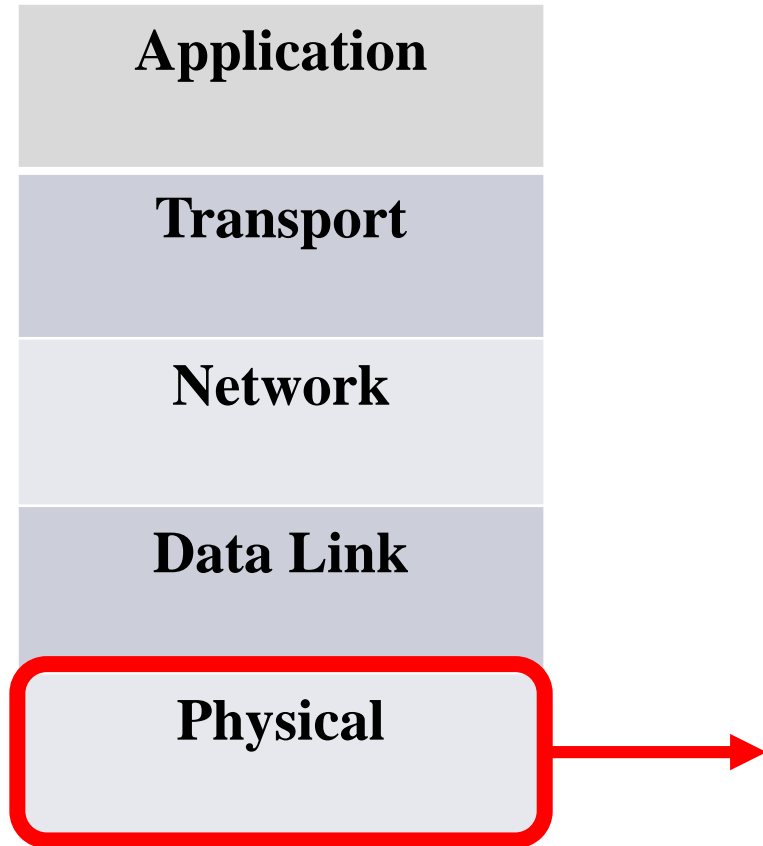 Application
Transport
Network
Data Link
Physical